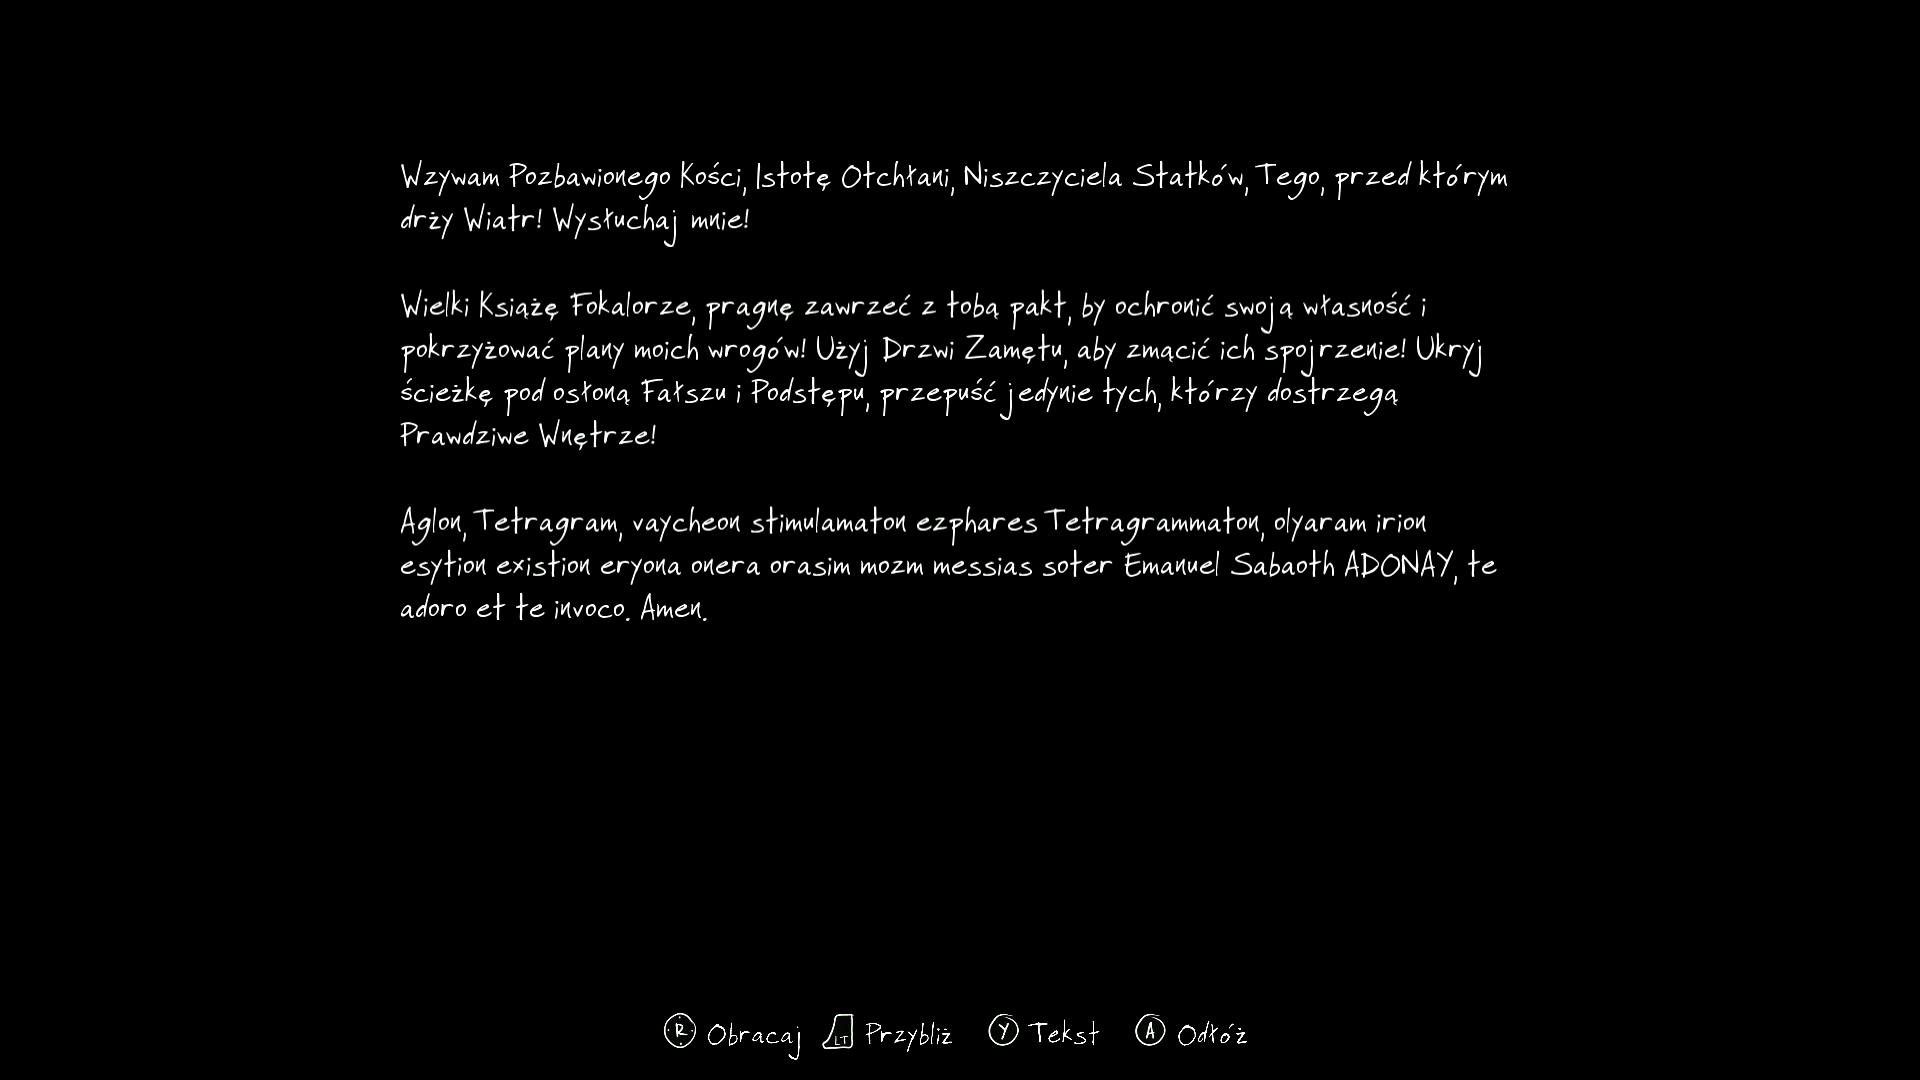 Wzywam Pozbawionego Kości, Istotę Otchłani, Niszczyciela Statków, Tego, przed którym
drży Wiatr! Wysłuchaj mnie!
Wielki Książę Fokalorze, pragnę zawrzeć z tobą pakt, by ochronić swoją własność i
pokrzyżować plany moich wrogów! Użyj Drzwi Zamętu, aby zmącić ich spojrzenie! Ukryj
ścieżkę pod osłoną Fałszu i Podstępu, przepuść jedynie tych, którzy dostrzegą
Prawdziwe Wnętrze!
Aglon, Tetragram, vaycheon stimulamaton ezphares Tetragrammaton, olyaram irion
esytion existion eryona onera orasim mozm messias soter Emanuel Sabaoth ADONAY, te
adoro et te invoco. Amen.
R Obracaj LT Przybliż Y Tekst A Odłóż